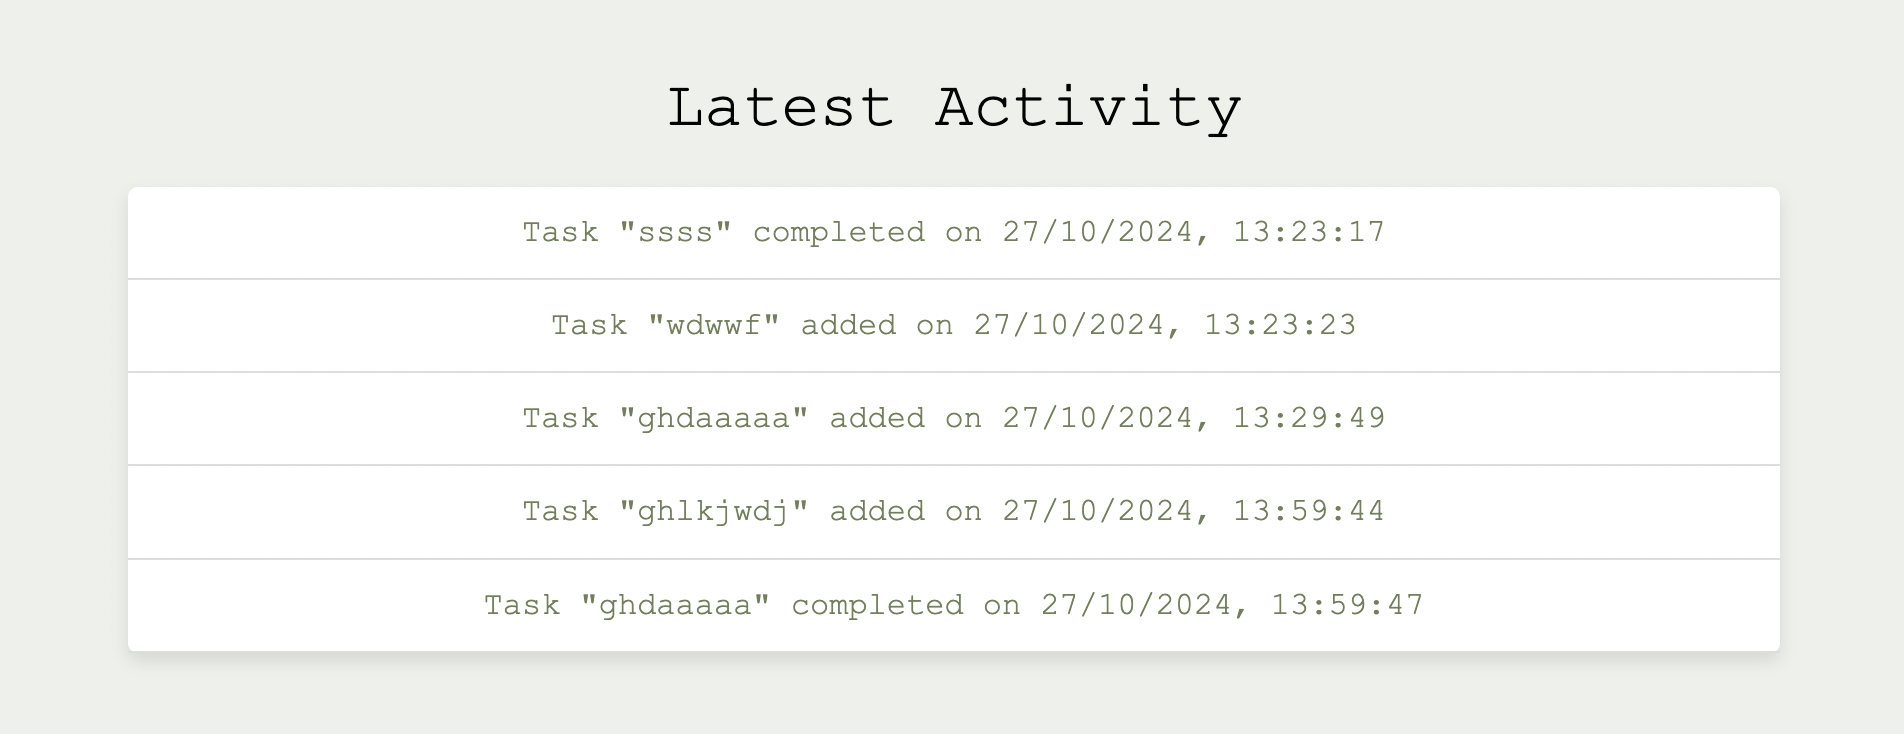 Latest Activity
Task "ssss" completed on 27/10/2024, 13:23:17
Task "wdwwf" added on 27/10/2024, 13:23:23
Task "ghdaaaaa" added on 27/10/2024, 13:29:49
Task "ghlkjwdj" added on 27/10/2024, 13:59:44
Task "ghdaaaaa" completed on 27/10/2024, 13:59:47